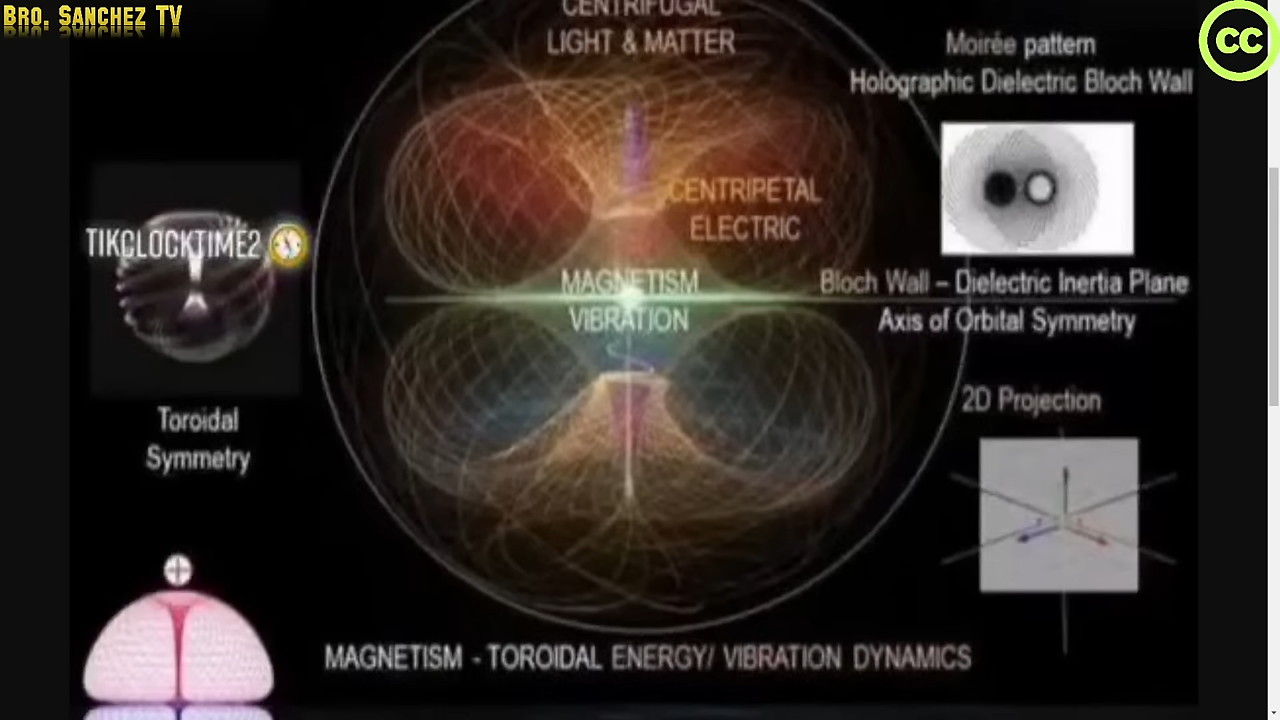 BRO. SANCHEZ TV
CC
CENTRIFUGAL
LIGHT & MATTER
Moirée pattern
Holographic Dielectric Bloch Wall
CENTRIPETAL
ELECTRIC
TIKCLOCKTIME2
MAGNETISM
VIBRATION
Bloch Wall – Dielectric Inertia Plane
Axis of Orbital Symmetry
2D Projection
Toroidal
Symmetry
MAGNETISM - TOROIDAL ENERGY/ VIBRATION DYNAMICS